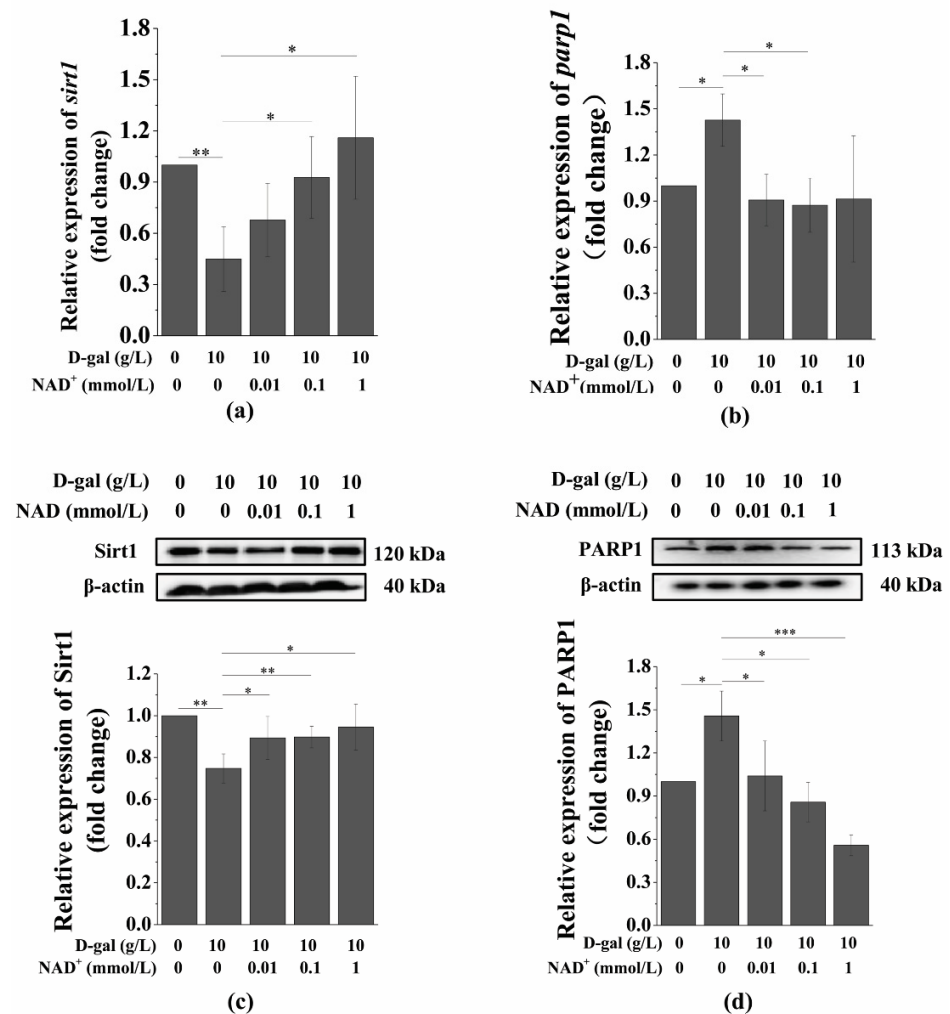 Relative expression of sirt1
(fold change)
1.8
1.5
1.2
0.9
0.6
0.3
0.0
**
*
*
D-gal (g/L) 0 10 10 10 10
NAD+ (mmol/L) 0 0 0.01 0.1 1
(a)
Relative expression of parp1
(fold change)
1.8
1.5
1.2
0.9
0.6
0.3
0.0
*
*
*
D-gal (g/L) 0 10 10 10 10
NAD+(mmol/L) 0 0 0.01 0.1 1
(b)
D-gal (g/L) 0 10 10 10 10
NAD (mmol/L) 0 0 0.01 0.1 1
Sirt1 120 kDa
β-actin 40 kDa
Relative expression of Sirt1
(fold change)
1.2
1.0
0.8
0.6
0.4
0.2
0.0
**
*
**
*
D-gal (g/L) 0 10 10 10 10
NAD+ (mmol/L) 0 0 0.01 0.1 1
(c)
D-gal (g/L) 0 10 10 10 10
NAD (mmol/L) 0 0 0.01 0.1 1
PARP1 113 kDa
β-actin 40 kDa
Relative expression of PARP1
(fold change)
1.8
1.5
1.2
0.9
0.6
0.3
0.0
*
*
*
***
D-gal (g/L) 0 10 10 10 10
NAD+ (mmol/L) 0 0 0.01 0.1 1
(d)